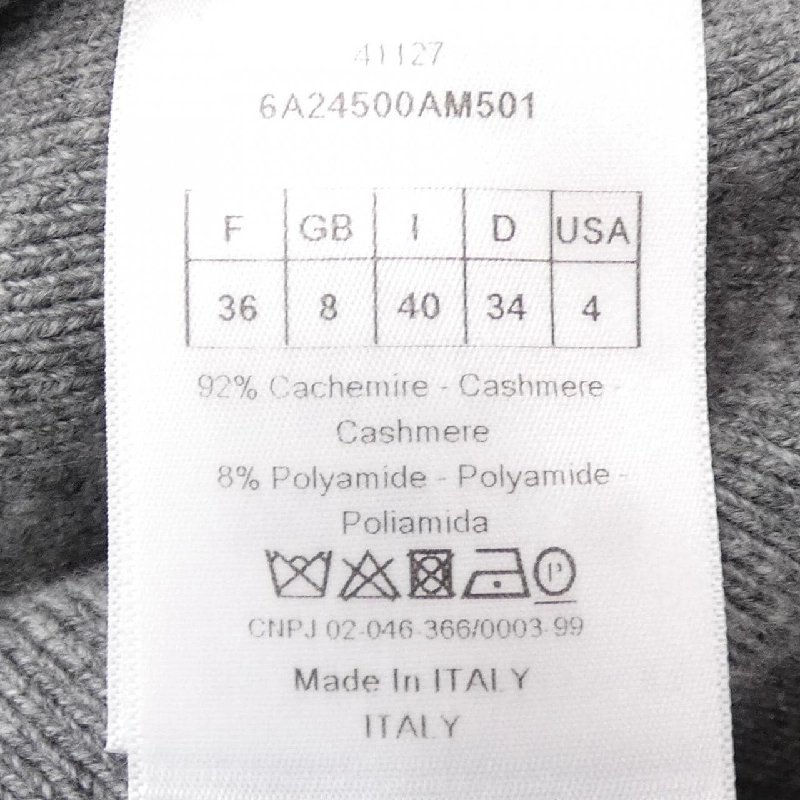 41127
6A24500AM501
F GB I D USA
36 8 40 34 4
92% Cachemire - Cashmere -
Cashmere
8% Polyamide - Polyamide -
Poliamida
P
CNPJ 02-046-366/0003-99
Made In ITALY
ITALY